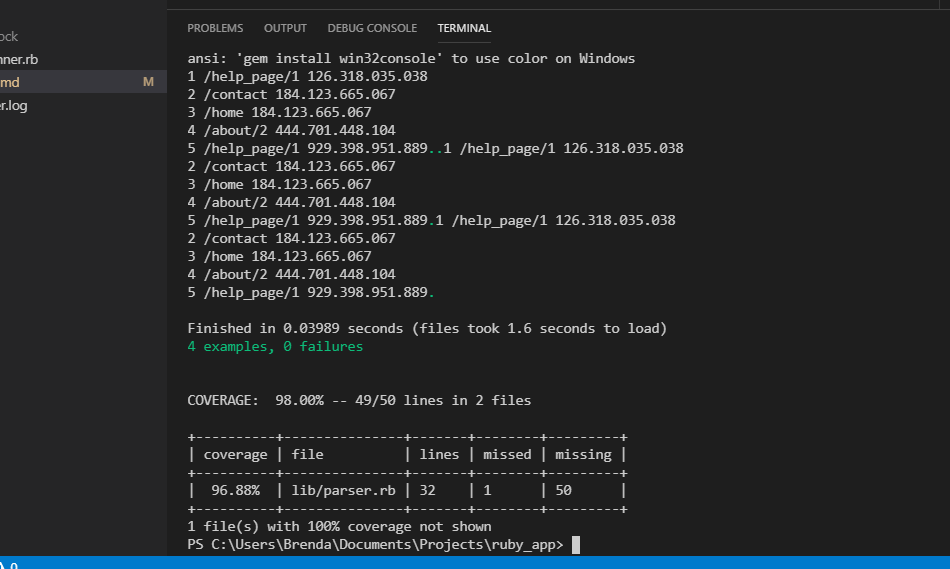 PROBLEMS OUTPUT DEBUG CONSOLE TERMINAL
ock
nner.rb
md M
er.log
ansi: 'gem install win32console' to use color on Windows
1 /help_page/1 126.318.035.038
2 /contact 184.123.665.067
3 /home 184.123.665.067
4 /about/2 444.701.448.104
5 /help_page/1 929.398.951.889..1 /help_page/1 126.318.035.038
2 /contact 184.123.665.067
3 /home 184.123.665.067
4 /about/2 444.701.448.104
5 /help_page/1 929.398.951.889.1 /help_page/1 126.318.035.038
2 /contact 184.123.665.067
3 /home 184.123.665.067
4 /about/2 444.701.448.104
5 /help_page/1 929.398.951.889.
Finished in 0.03989 seconds (files took 1.6 seconds to load)
4 examples, 0 failures
COVERAGE:  98.00% -- 49/50 lines in 2 files
+----------+---------------+-------+--------+---------+
| coverage | file          | lines | missed | missing |
+----------+---------------+-------+--------+---------+
|  96.88%  | lib/parser.rb | 32    | 1      | 50      |
+----------+---------------+-------+--------+---------+
1 file(s) with 100% coverage not shown
PS C:\Users\Brenda\Documents\Projects\ruby_app>